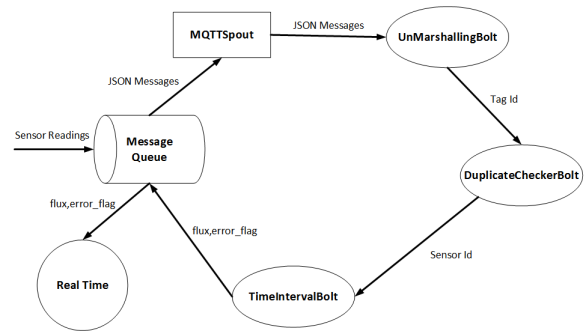 MQTTSpout
JSON Messages
UnMarshallingBolt
JSON Messages
Tag Id
Sensor Readings
Message
Queue
DuplicateCheckerBolt
flux,error_flag
flux,error_flag
Sensor Id
Real Time
TimeIntervalBolt